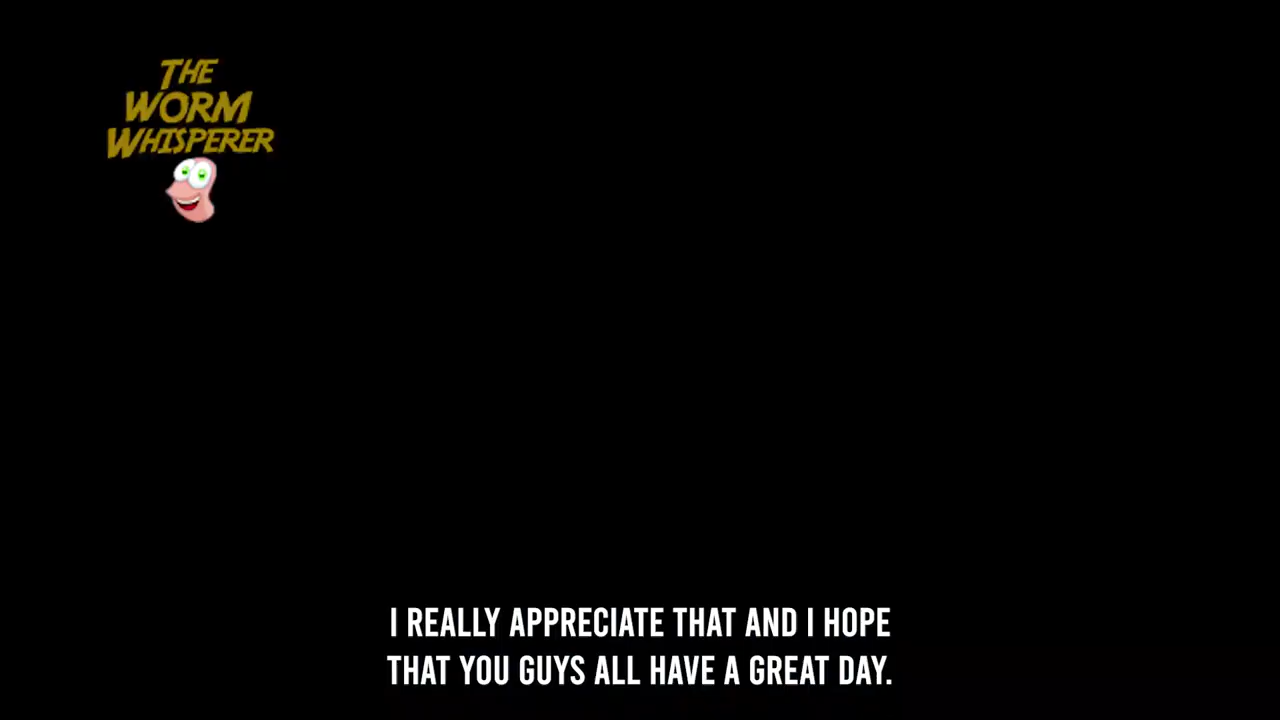 THE
WORM
WHISPERER
I REALLY APPRECIATE THAT AND I HOPE
THAT YOU GUYS ALL HAVE A GREAT DAY.